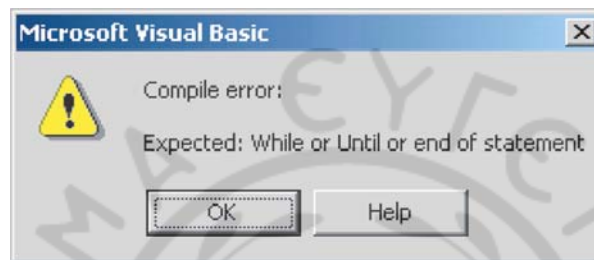 Microsoft Visual Basic
Compile error:
Expected: While or Until or end of statement
OK
Help